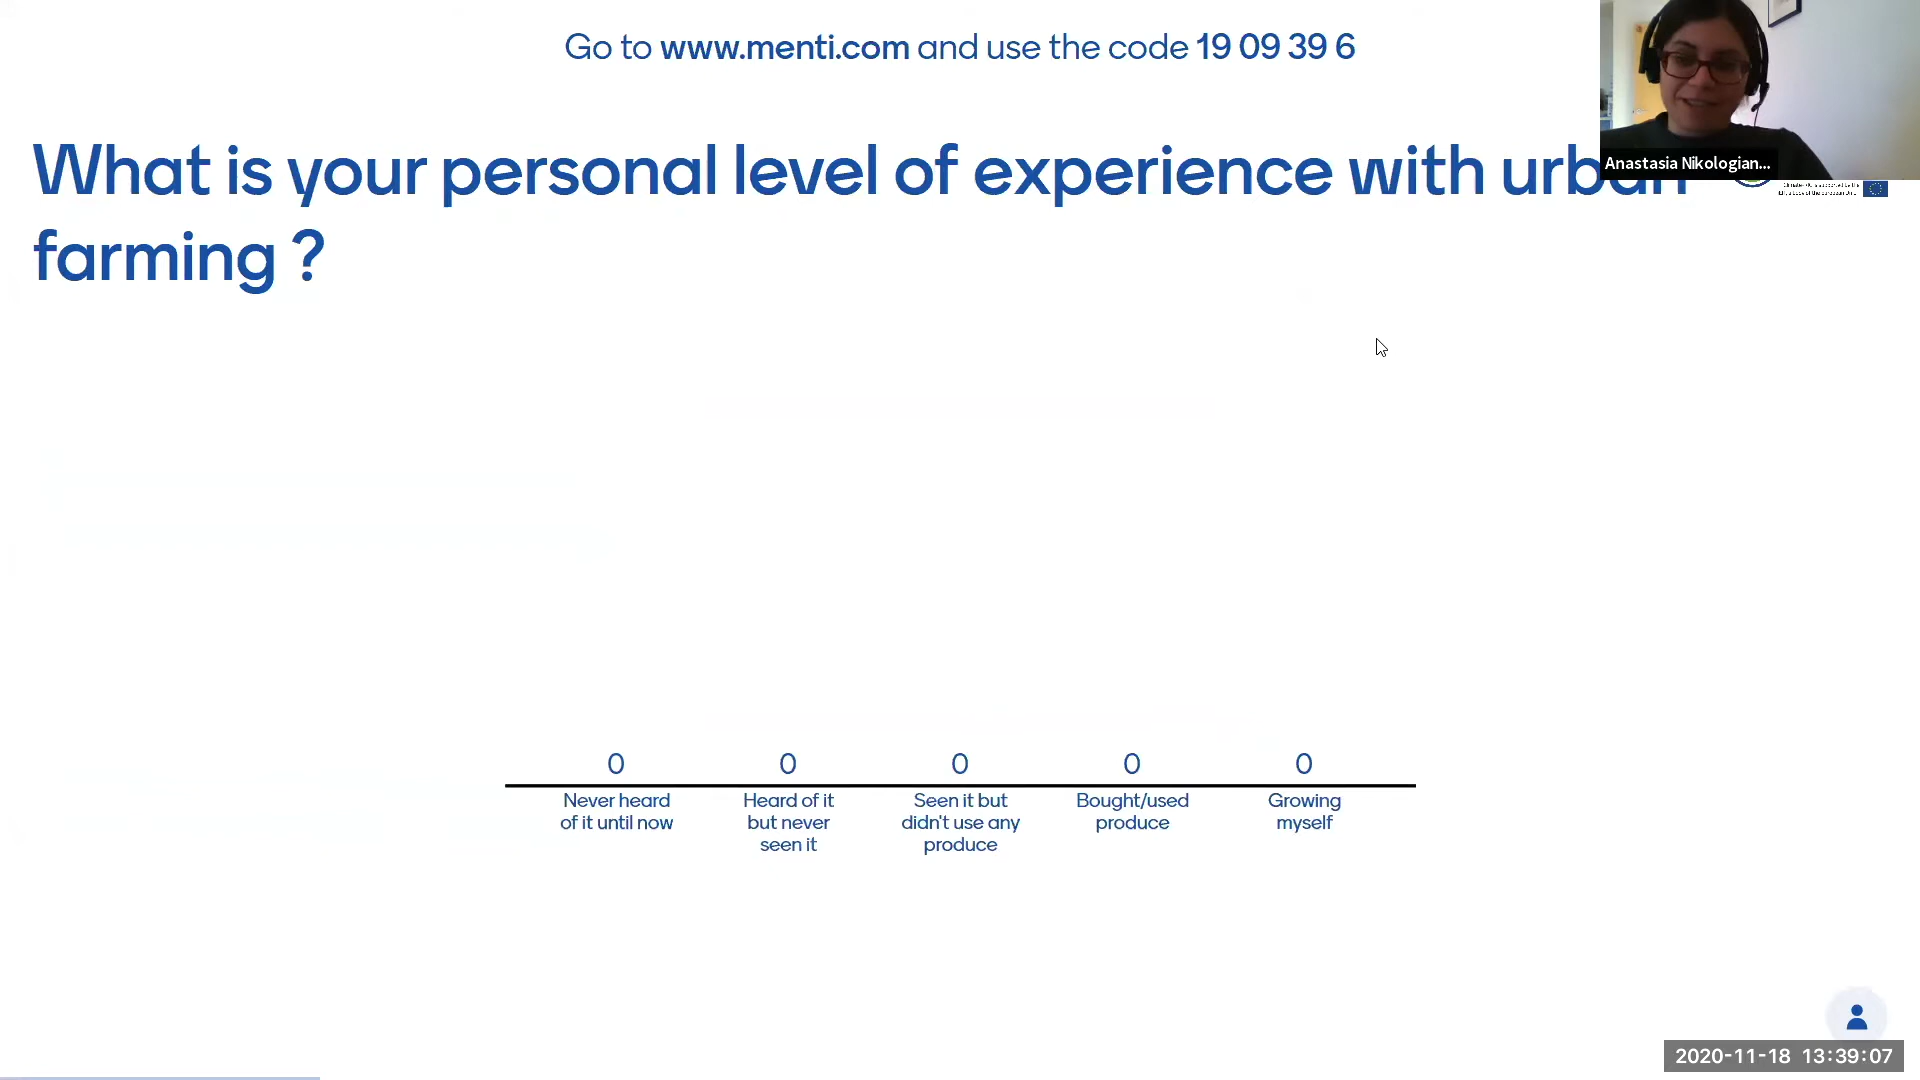 Go to www.menti.com and use the code 19 09 39 6
What is your personal level of experience with urban
farming ?
Anastasia Nikologian...
0
0
0
0
0
Never heard
of it until now
Heard of it
but never
seen it
Seen it but
didn't use any
produce
Bought/used
produce
Growing
myself
2020-11-18 13:39:07